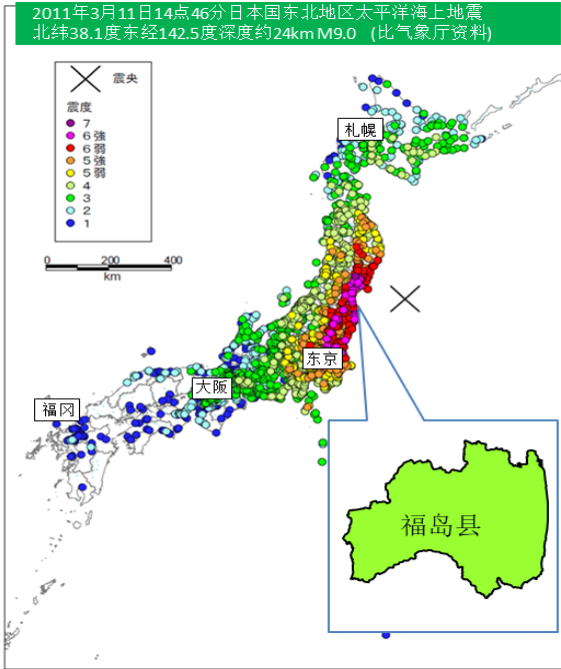 2011年3月11日14点46分日本国东北地区太平洋海上地震
北纬38.1度东经142.5度深度约24km M9.0 (比气象厅资料)
震央
震度
7
6強
6弱
5強
5弱
4
3
2
1
0 200 400
km
札幌
东京
大阪
福冈
福岛县